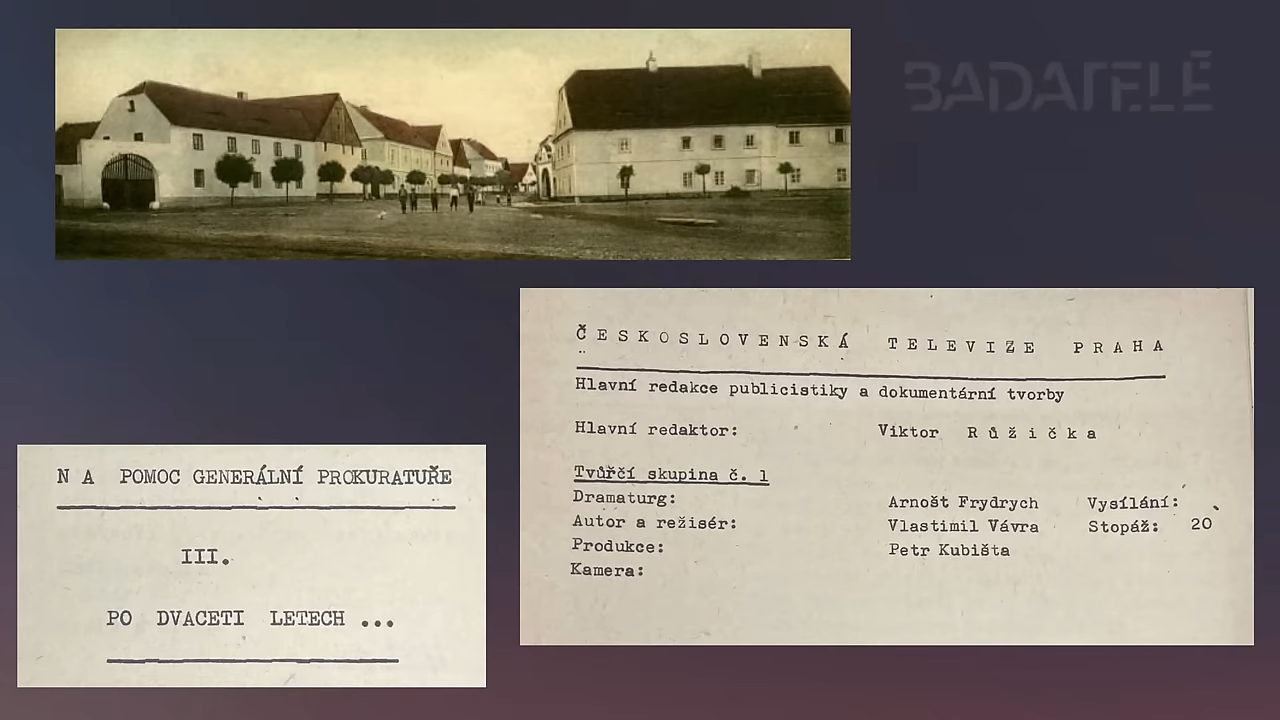 BADATELÉ
ČESKOSLOVENSKÁ TELEVIZE PRAHA
Hlavní redakce publicistiky a dokumentární tvorby
Hlavní redaktor: Viktor Růžička
Tvůřčí skupina č. 1
Dramaturg: Arnošt Frydrych Vysílání:
Autor a režisér: Vlastimil Vávra Stopáž: 20
Produkce: Petr Kubišta
Kamera:
NA POMOC GENERÁLNÍ PROKURATUŘE
III.
PO DVACETI LETECH ...